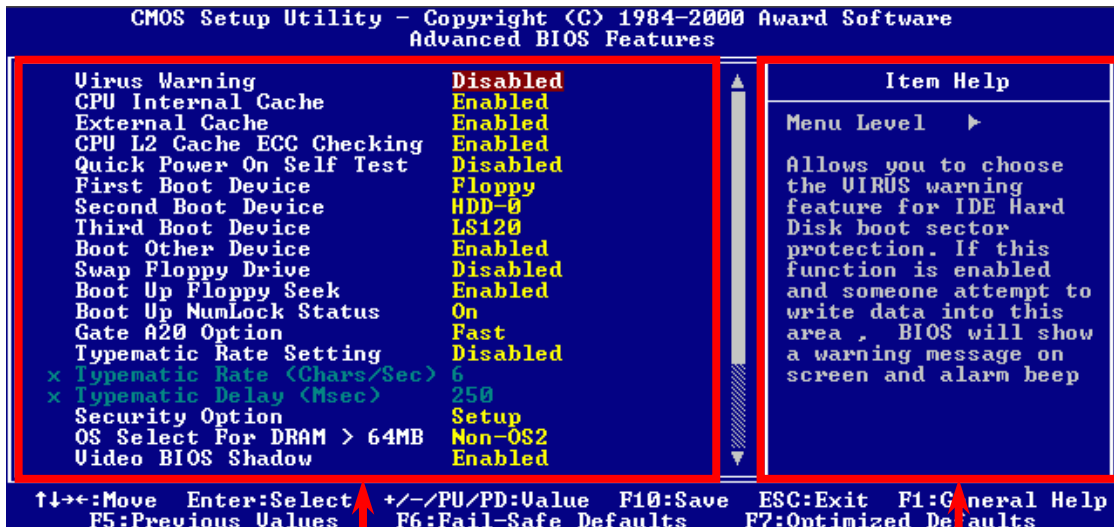 CMOS Setup Utility - Copyright (C) 1984-2000 Award Software
Advanced BIOS Features
Virus Warning Disabled
CPU Internal Cache Enabled
External Cache Enabled
CPU L2 Cache ECC Checking Enabled
Quick Power On Self Test Disabled
First Boot Device Floppy
Second Boot Device HDD-0
Third Boot Device LS120
Boot Other Device Enabled
Swap Floppy Drive Disabled
Boot Up Floppy Seek Enabled
Boot Up NumLock Status On
Gate A20 Option Fast
Typematic Rate Setting Disabled
x Typematic Rate (Chars/Sec) 6
x Typematic Delay (Msec) 250
Security Option Setup
OS Select For DRAM > 64MB Non-OS2
Video BIOS Shadow Enabled
Item Help
Menu Level ▶
Allows you to choose
the VIRUS warning
feature for IDE Hard
Disk boot sector
protection. If this
function is enabled
and someone attempt to
write data into this
area , BIOS will show
a warning message on
screen and alarm beep
↑↓→←:Move Enter:Select +/-/PU/PD:Value F10:Save ESC:Exit F1:General Help
F5:Previous Values F6:Fail-Safe Defaults F7:Optimized Defaults